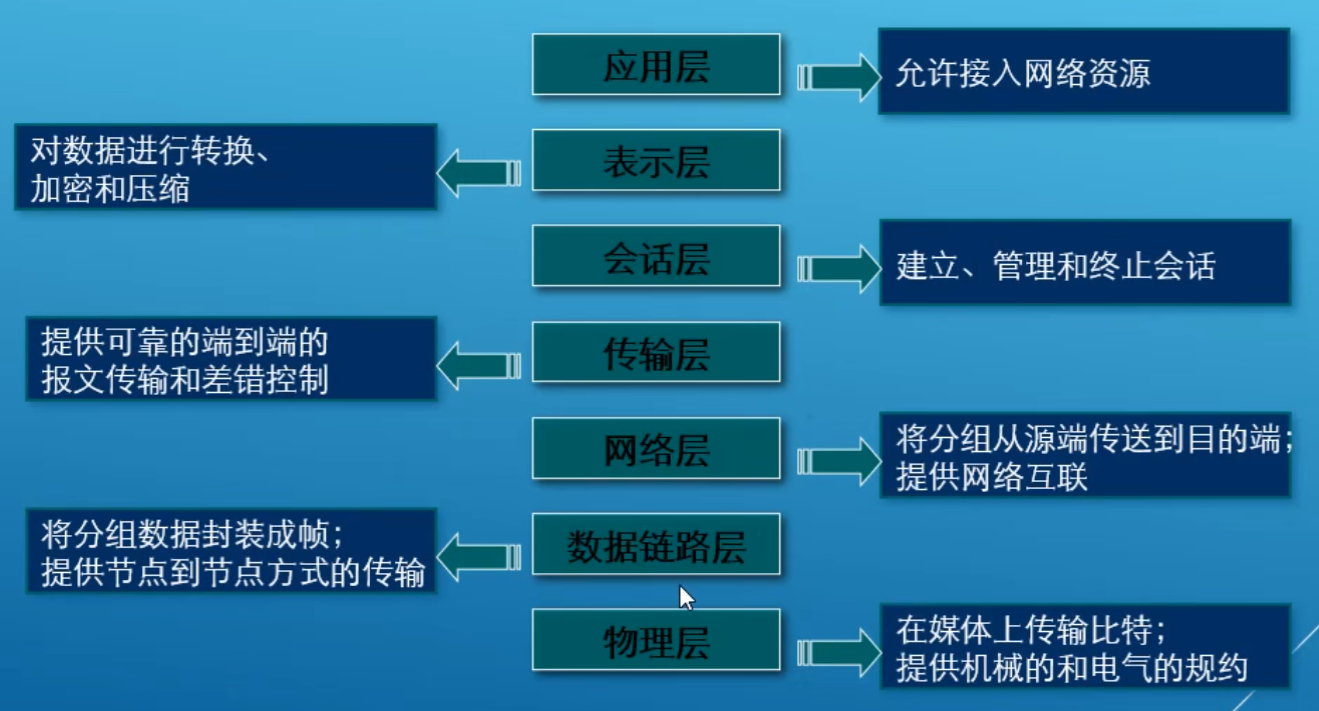 应用层
允许接入网络资源
对数据进行转换、
加密和压缩
表示层
会话层
建立、管理和终止会话
提供可靠的端到端的
报文传输和差错控制
传输层
网络层
将分组从源端传送到目的端；
提供网络互联
将分组数据封装成帧；
提供节点到节点方式的传输
数据链路层
物理层
在媒体上传输比特；
提供机械的和电气的规约